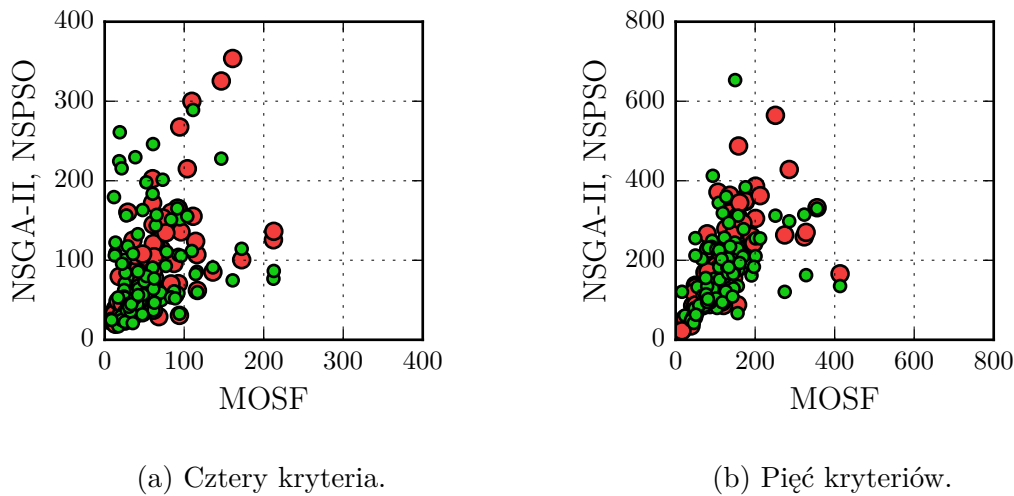 400
300
200
100
0
0 100 200 300 400
NSGA-II, NSPSO
MOSF
(a) Cztery kryteria.
800
600
400
200
0
0 200 400 600 800
NSGA-II, NSPSO
MOSF
(b) Pięć kryteriów.